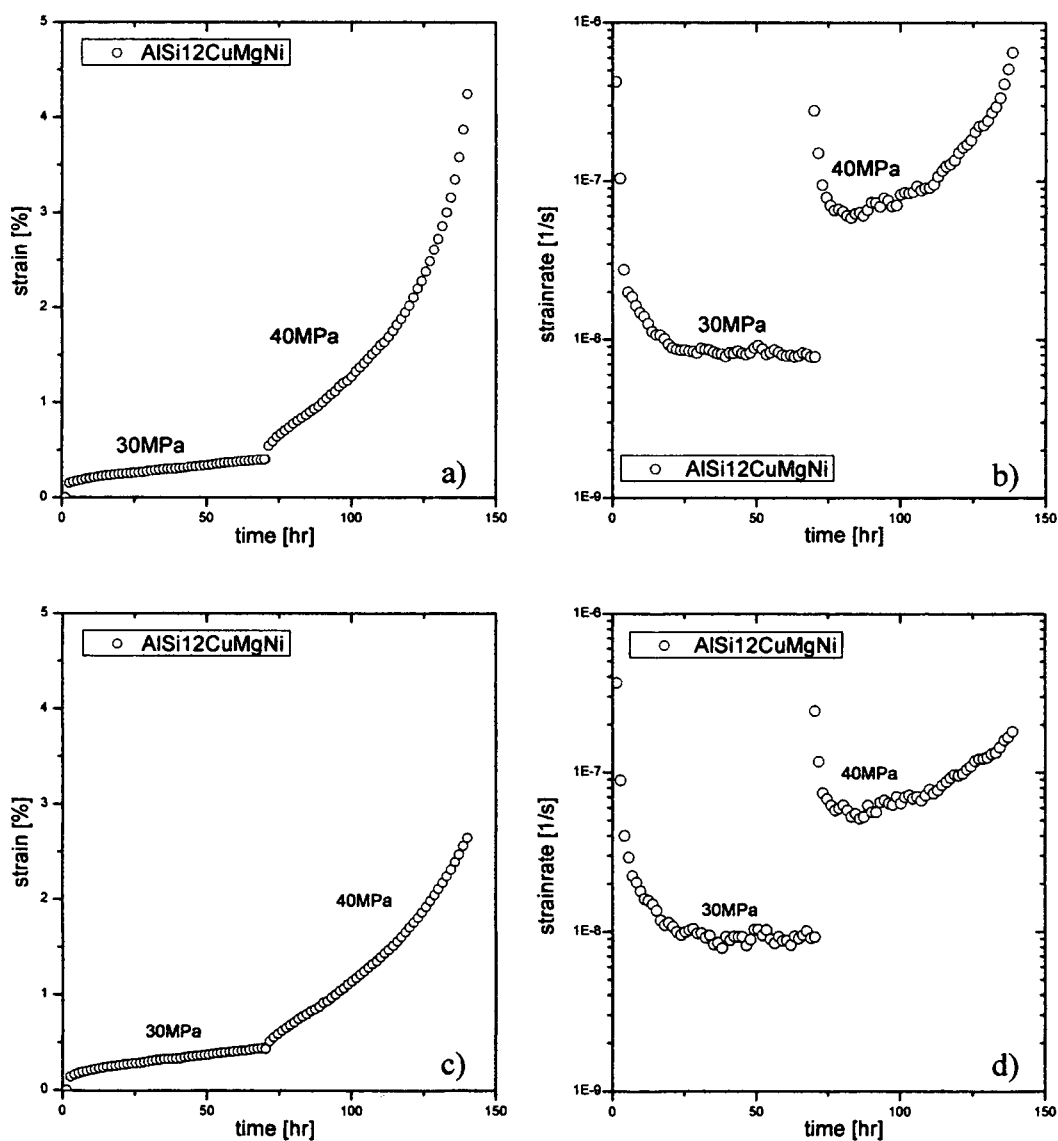 5
4
3
2
1
0
0
50
100
150
strain [%]
time [hr]
AlSi12CuMgNi
30MPa
40MPa
a)
1E-6
1E-7
1E-8
1E-9
0
50
100
150
strainrate [1/s]
time [hr]
40MPa
30MPa
AlSi12CuMgNi
b)
5
4
3
2
1
0
0
50
100
150
strain [%]
time [hr]
AlSi12CuMgNi
30MPa
40MPa
c)
1E-6
1E-7
1E-8
1E-9
0
50
100
150
strainrate [1/s]
time [hr]
AlSi12CuMgNi
40MPa
30MPa
d)